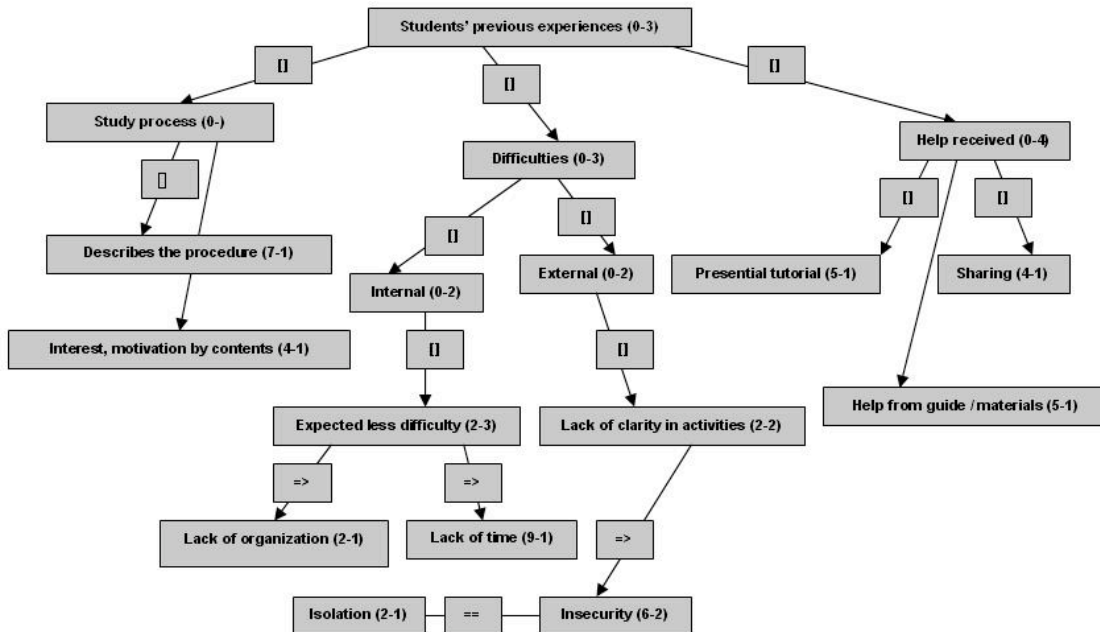 Students' previous experiences (0-3)
[]
[]
[]
Study process (0-)
Help received (0-4)
Difficulties (0-3)
[]
[]
[]
[]
[]
Describes the procedure (7-1)
External (0-2)
Presential tutorial (5-1)
Sharing (4-1)
Internal (0-2)
Interest, motivation by contents (4-1)
[]
[]
Help from guide / materials (5-1)
Expected less difficulty (2-3)
Lack of clarity in activities (2-2)
=>
=>
Lack of organization (2-1)
Lack of time (9-1)
=>
Isolation (2-1)
==
Insecurity (6-2)